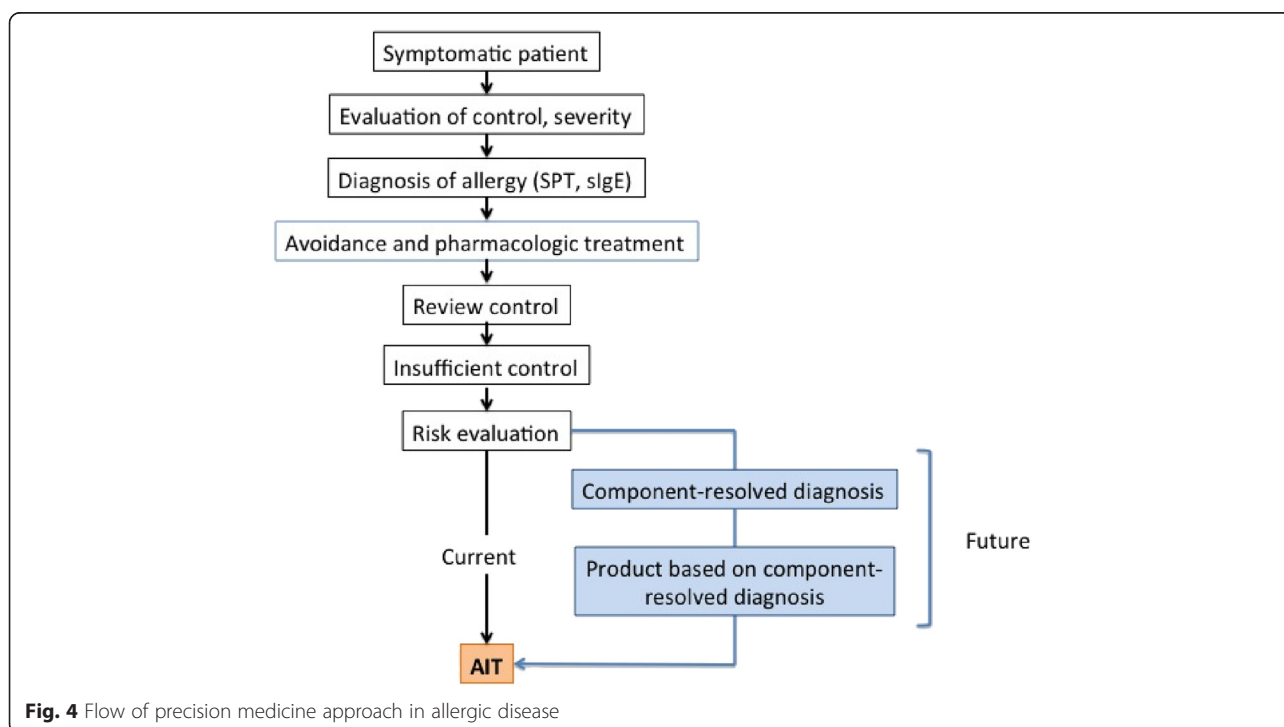 Symptomatic patient
Evaluation of control, severity
Diagnosis of allergy (SPT, sIgE)
Avoidance and pharmacologic treatment
Review control
Insufficient control
Risk evaluation
Component-resolved diagnosis
Future
Current
Product based on component-
resolved diagnosis
AIT
Fig. 4 Flow of precision medicine approach in allergic disease